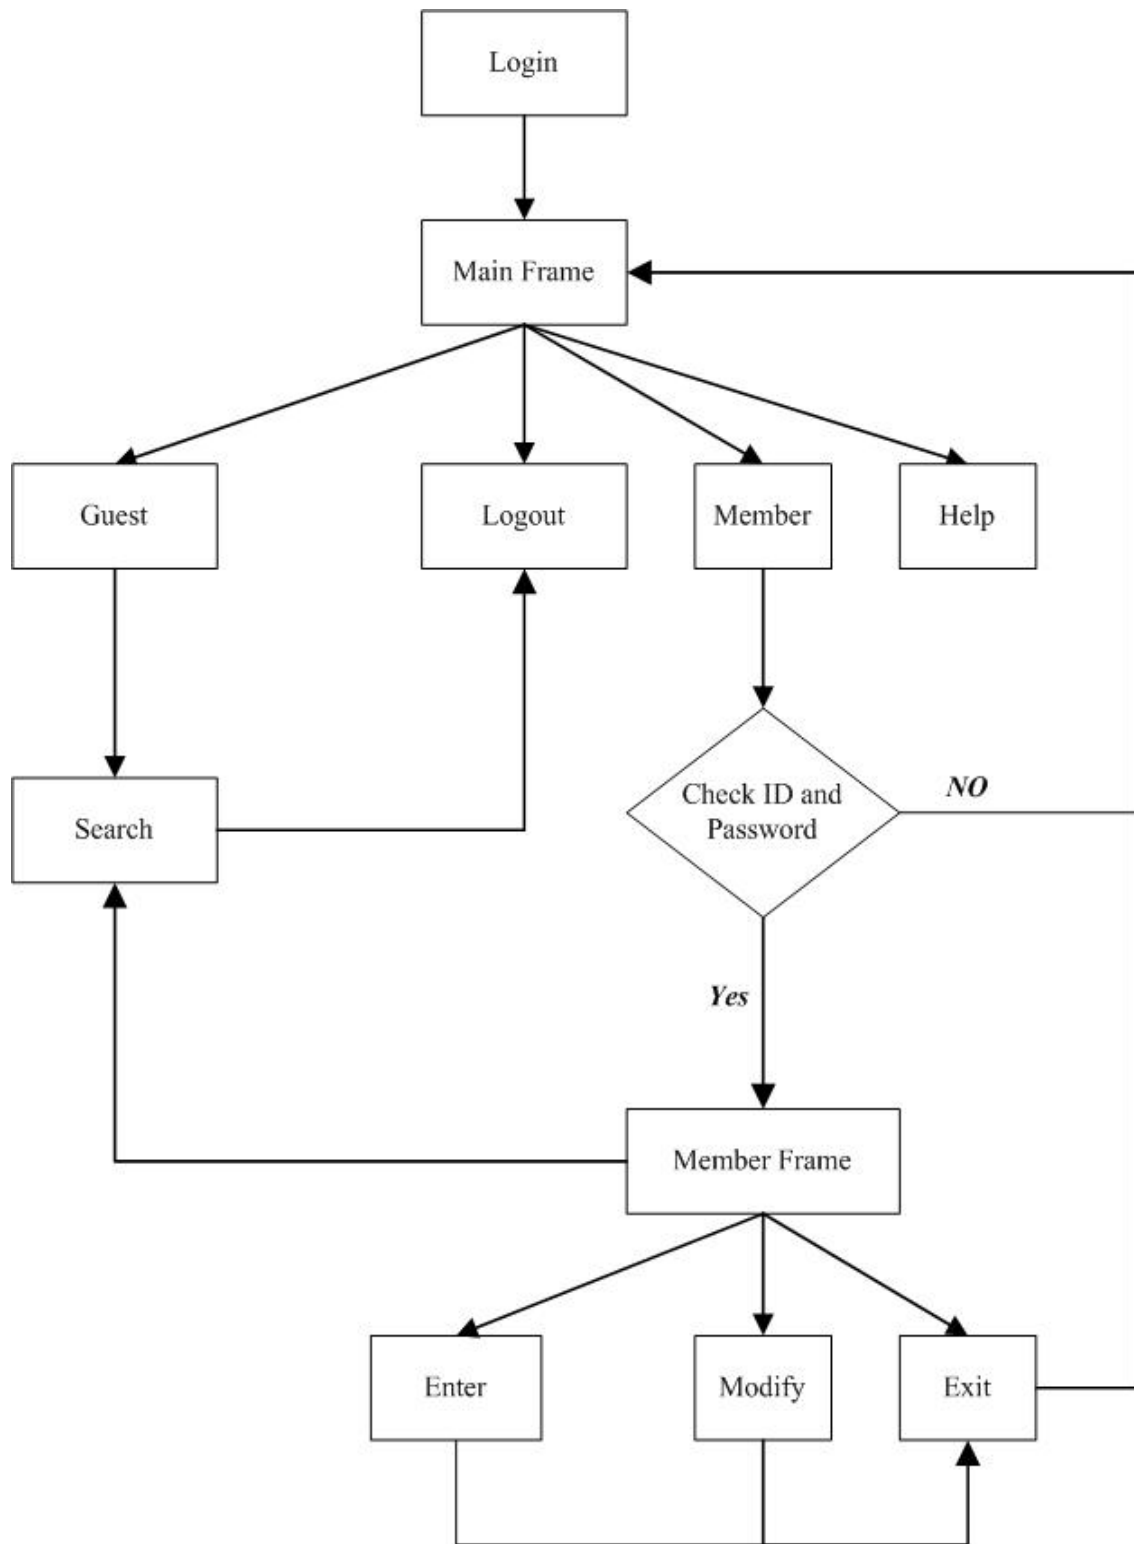 Login
Main Frame
Guest
Logout
Member
Help
Check ID and
Password
NO
Search
Yes
Member Frame
Enter
Modify
Exit